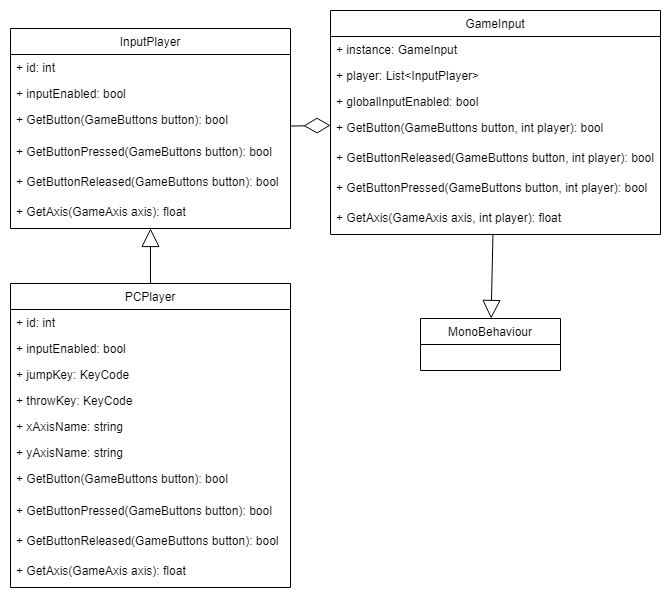 InputPlayer
+ id: int
+ inputEnabled: bool
+ GetButton(GameButtons button): bool
+ GetButtonPressed(GameButtons button): bool
+ GetButtonReleased(GameButtons button): bool
+ GetAxis(GameAxis axis): float
GameInput
+ instance: GameInput
+ player: List<InputPlayer>
+ globalInputEnabled: bool
+ GetButton(GameButtons button, int player): bool
+ GetButtonReleased(GameButtons button, int player): bool
+ GetButtonPressed(GameButtons button, int player): bool
+ GetAxis(GameAxis axis, int player): float
PCPlayer
+ id: int
+ inputEnabled: bool
+ jumpKey: KeyCode
+ throwKey: KeyCode
+ xAxisName: string
+ yAxisName: string
+ GetButton(GameButtons button): bool
+ GetButtonPressed(GameButtons button): bool
+ GetButtonReleased(GameButtons button): bool
+ GetAxis(GameAxis axis): float
MonoBehaviour